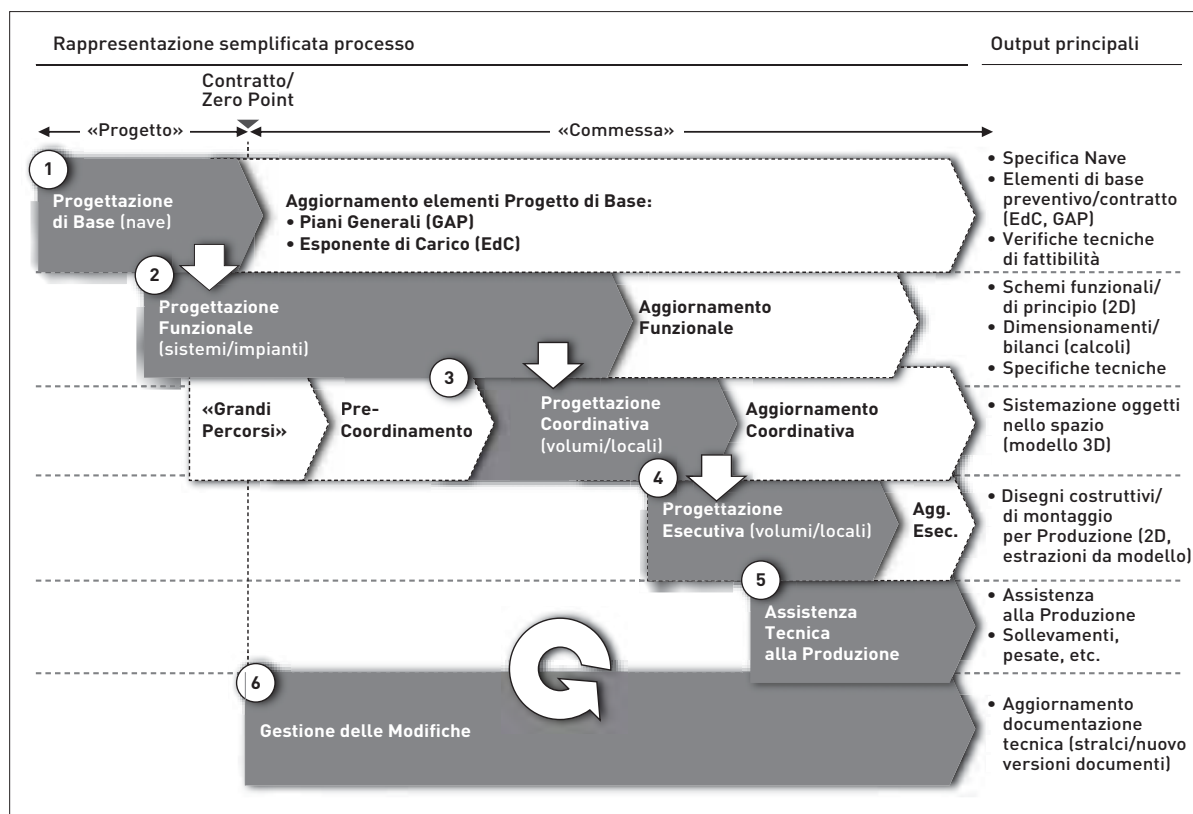 Rappresentazione semplificata processo
Output principali
Contratto/
Zero Point
«Progetto»
«Commessa»
1
Progettazione
di Base (nave)
Aggiornamento elementi Progetto di Base:
• Piani Generali (GAP)
• Esponente di Carico (EdC)
• Specifica Nave
• Elementi di base
preventivo/contratto
(EdC, GAP)
• Verifiche tecniche
di fattibilità
2
Progettazione
Funzionale
(sistemi/impianti)
Aggiornamento
Funzionale
• Schemi funzionali/
di principio (2D)
• Dimensionamenti/
bilanci (calcoli)
• Specifiche tecniche
«Grandi
Percorsi»
Pre-
Coordinamento
3
Progettazione
Coordinativa
(volumi/locali)
Aggiornamento
Coordinativa
• Sistemazione oggetti
nello spazio
(modello 3D)
4
Progettazione
Esecutiva (volumi/locali)
Agg.
Esec.
• Disegni costruttivi/
di montaggio
per Produzione (2D,
estrazioni da modello)
5
Assistenza
Tecnica
alla Produzione
• Assistenza
alla Produzione
• Sollevamenti,
pesate, etc.
6
Gestione delle Modifiche
• Aggiornamento
documentazione
tecnica (stralci/nuovo
versioni documenti)